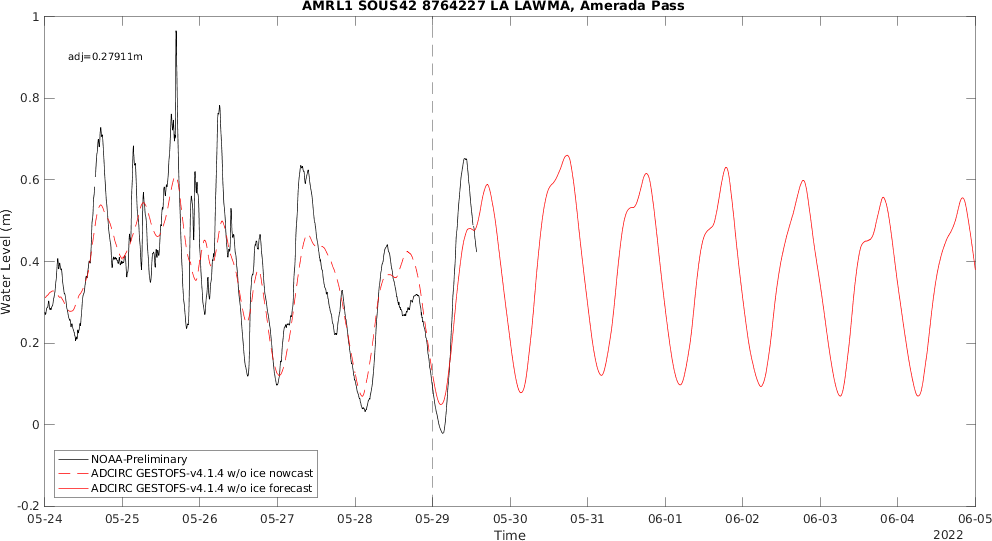 AMRL1 SOUS42 8764227 LA LAWMA, Amerada Pass
adj=0.27911m
Water Level (m)
1
0.8
0.6
0.4
0.2
0
-0.2
NOAA-Preliminary
ADCIRC GESTOFS-v4.1.4 w/o ice nowcast
ADCIRC GESTOFS-v4.1.4 w/o ice forecast
05-24 05-25 05-26 05-27 05-28 05-29 05-30 05-31 06-01 06-02 06-03 06-04 06-05
Time
2022